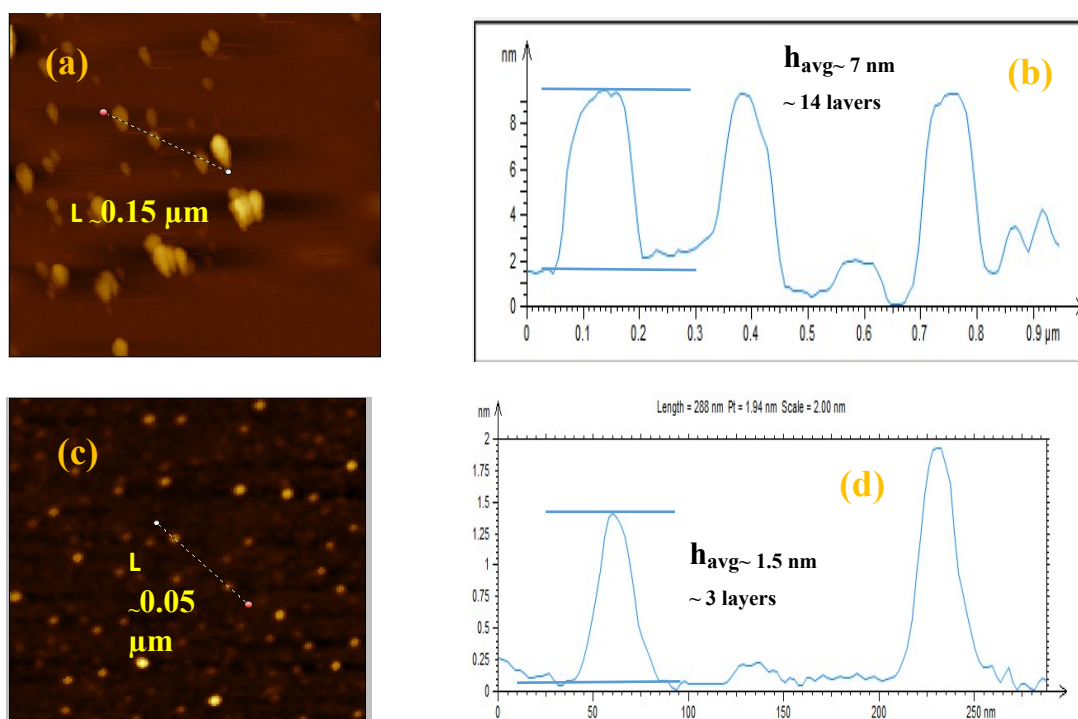 (a)
L ~0.15 µm
nm
8
6
4
2
0
0 0.1 0.2 0.3 0.4 0.5 0.6 0.7 0.8 0.9 µm
havg~ 7 nm
~ 14 layers
(b)
(c)
L
~0.05
µm
Length = 288 nm Pt = 1.94 nm Scale = 2.00 nm
nm
2
1.75
1.5
1.25
1
0.75
0.5
0.25
0
0 50 100 150 200 250 nm
havg~ 1.5 nm
~ 3 layers
(d)